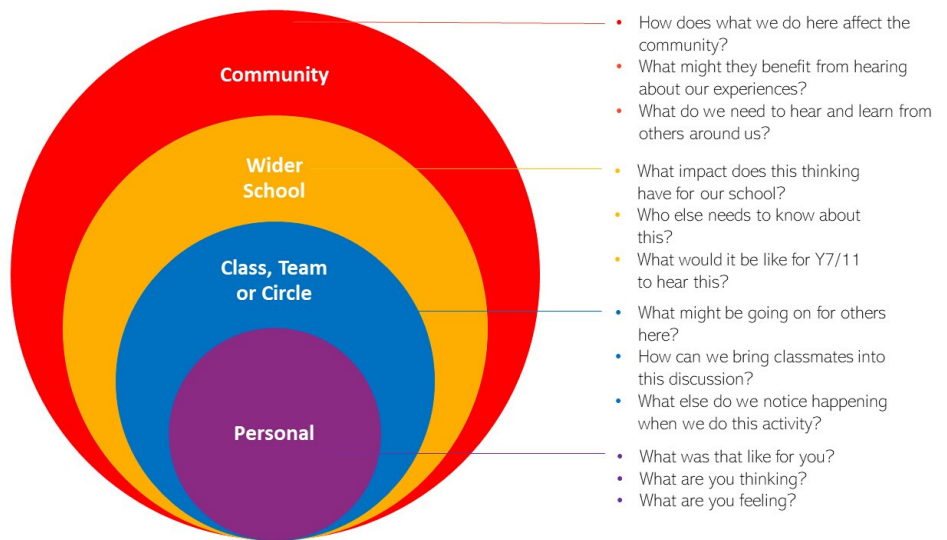 Community
• How does what we do here affect the
community?
• What might they benefit from hearing
about our experiences?
• What do we need to hear and learn from
others around us?
Wider
School
• What impact does this thinking
have for our school?
• Who else needs to know about
this?
• What would it be like for Y7/11
to hear this?
Class, Team
or Circle
• What might be going on for others
here?
• How can we bring classmates into
this discussion?
• What else do we notice happening
when we do this activity?
Personal
• What was that like for you?
• What are you thinking?
• What are you feeling?